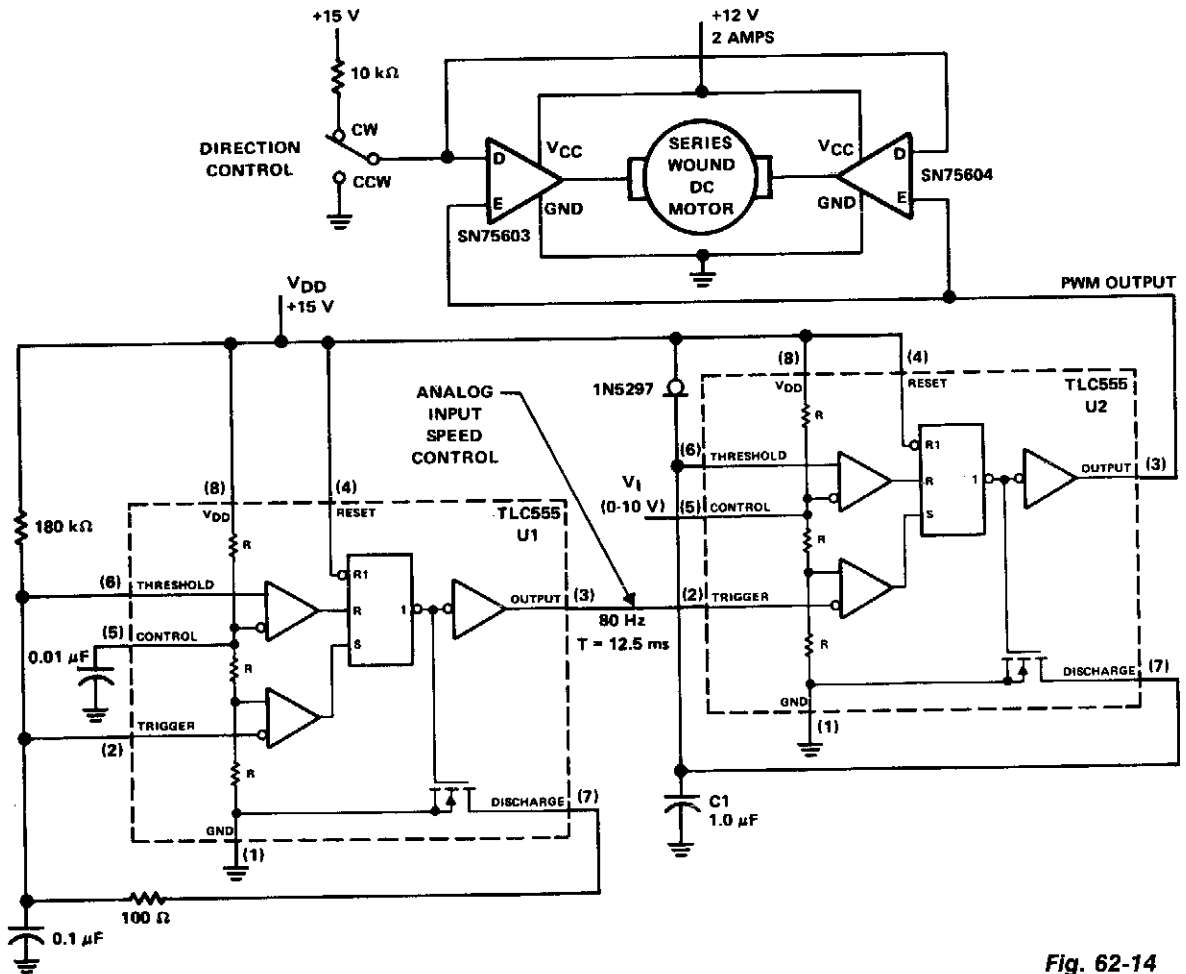 +15 V
10 kΩ
DIRECTION
CONTROL
CW
CCW
+12 V
2 AMPS
D
E
VCC
GND
SN75603
SERIES
WOUND
DC
MOTOR
VCC
GND
D
E
SN75604
PWM OUTPUT
VDD
+15 V
180 kΩ
ANALOG
INPUT
SPEED
CONTROL
(8)
VDD
(4)
RESET
TLC555
U1
R
(6)
THRESHOLD
(5)
CONTROL
0.01 µF
R
(2)
TRIGGER
R
R1
R
S
1
OUTPUT
(3)
DISCHARGE
(7)
GND
(1)
100 Ω
0.1 µF
80 Hz
T = 12.5 ms
1N5297
(8)
VDD
(4)
RESET
TLC555
U2
R
(6)
THRESHOLD
VI
(0-10 V)
(5)
CONTROL
R
(2)
TRIGGER
R
R1
R
S
1
OUTPUT
(3)
DISCHARGE
(7)
GND
(1)
C1
1.0 µF
Fig. 62-14